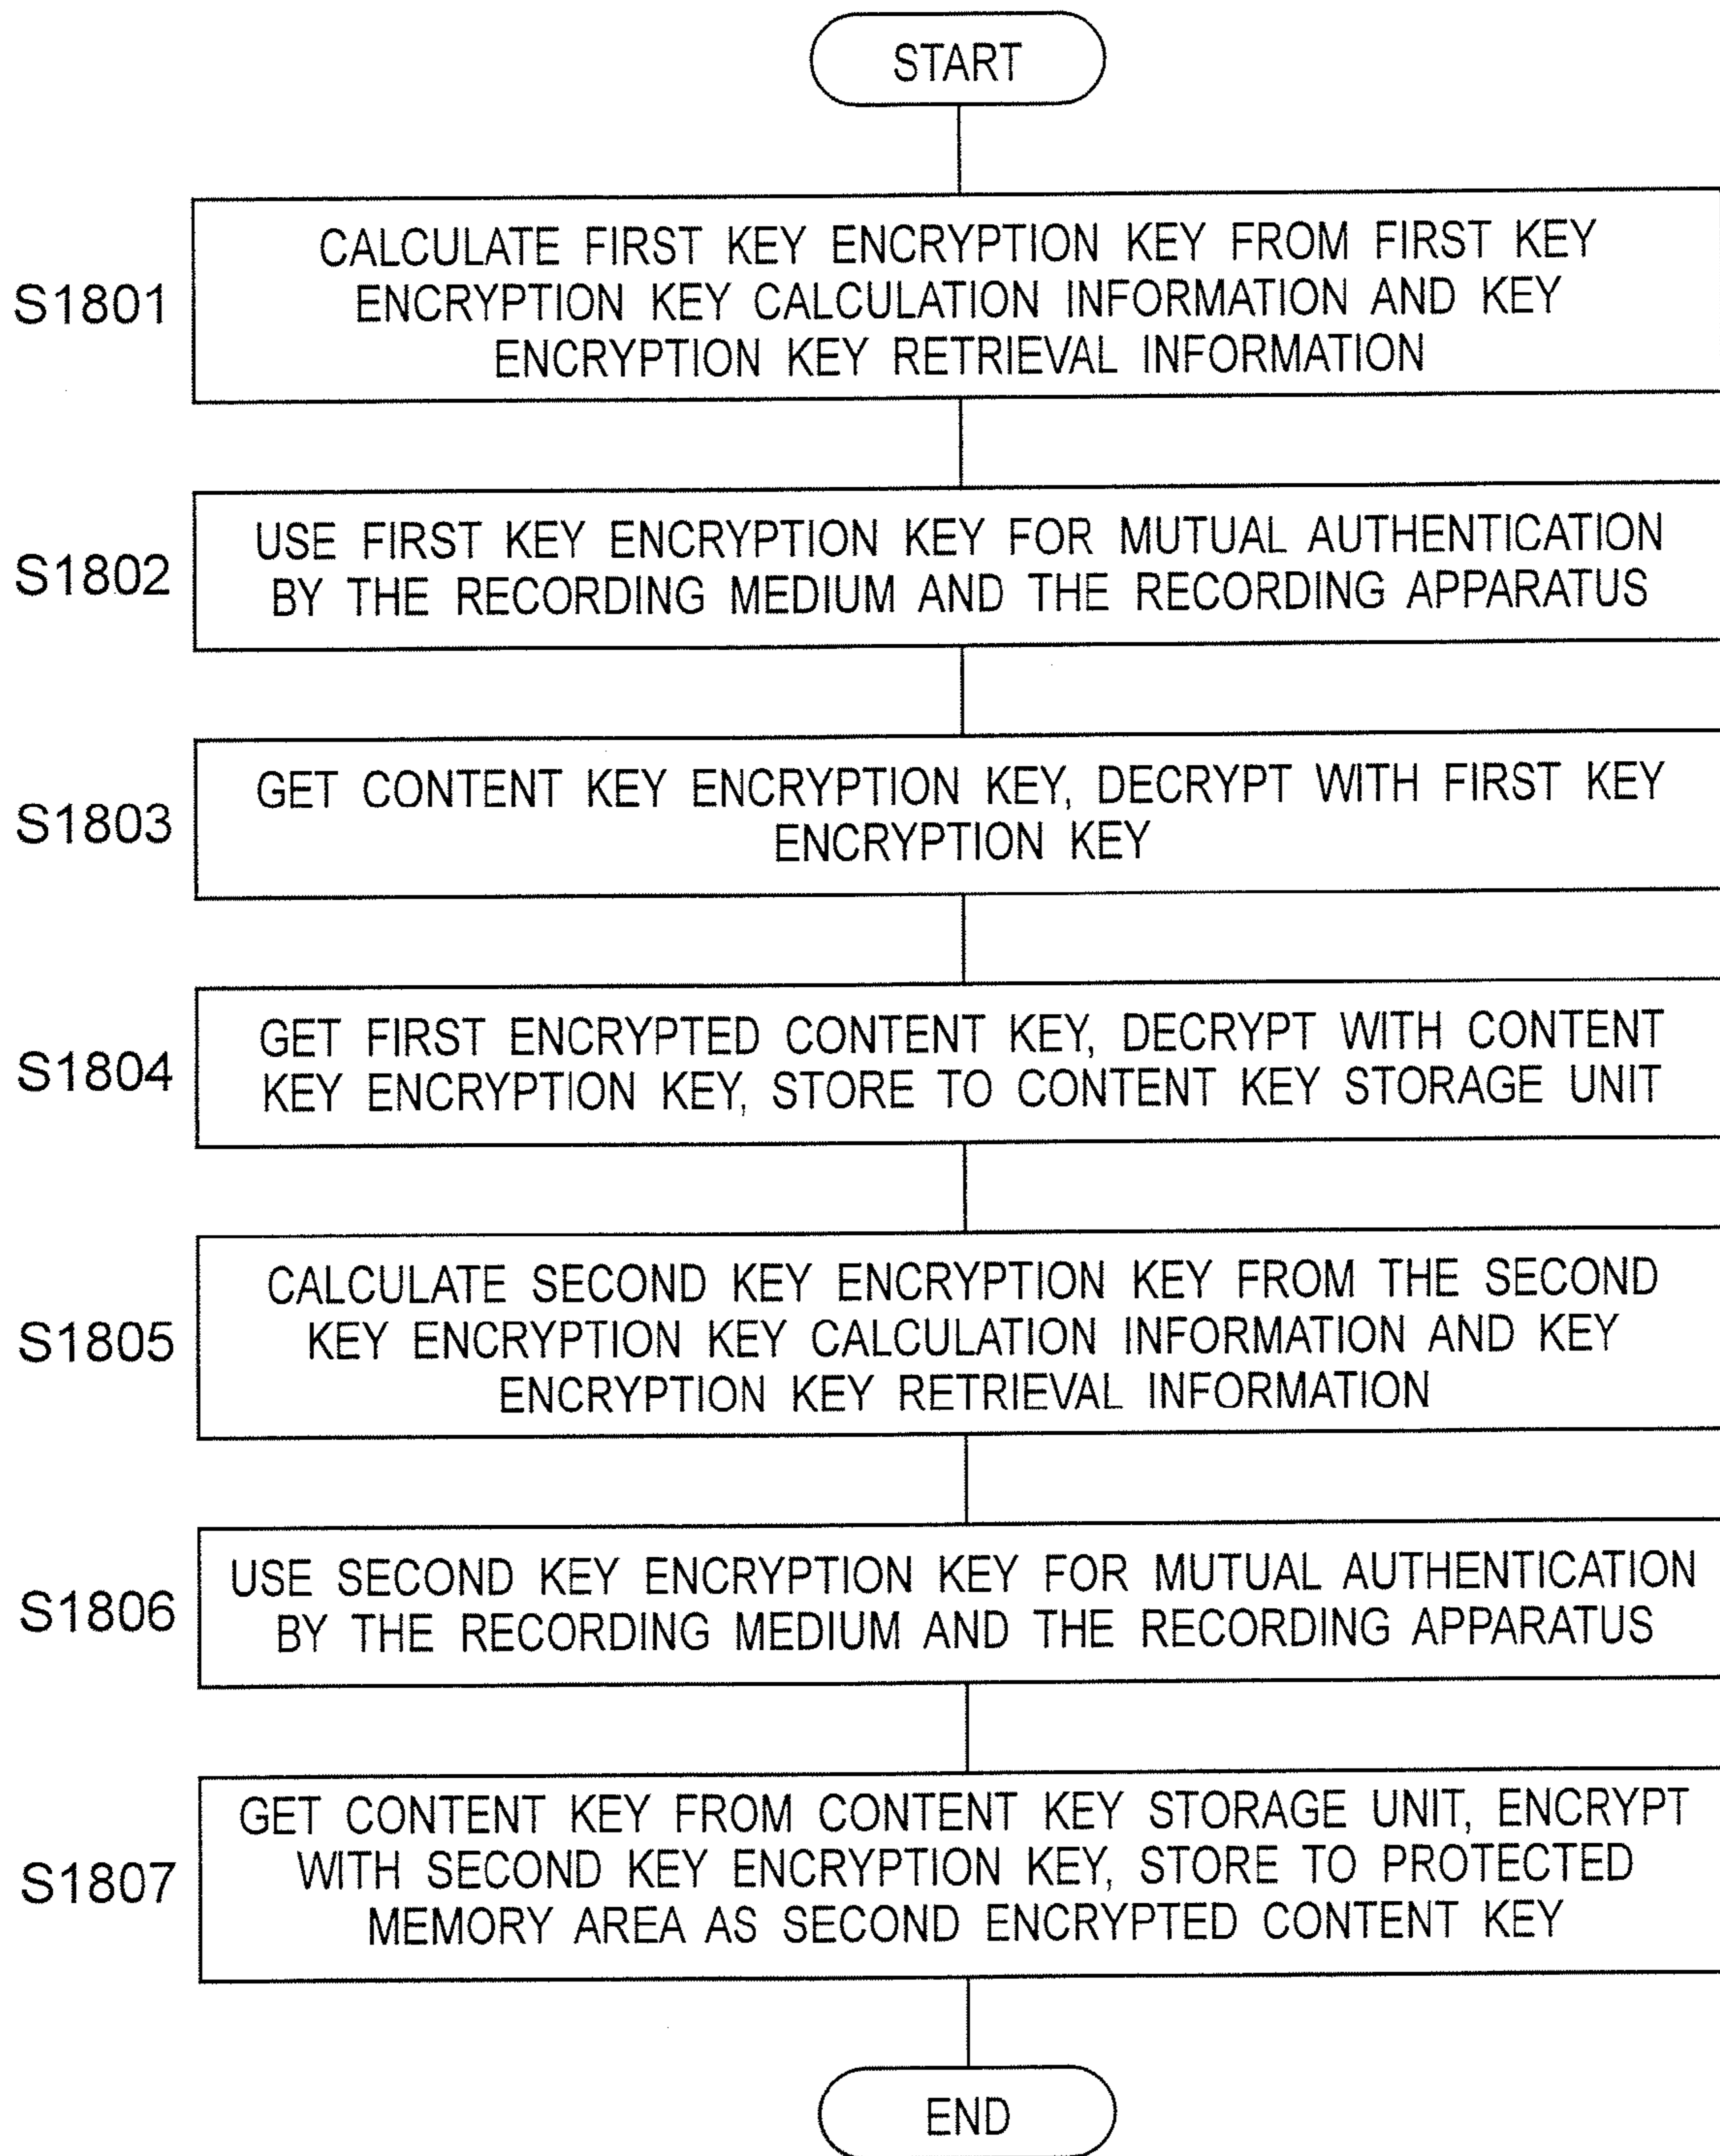 START
S1801
CALCULATE FIRST KEY ENCRYPTION KEY FROM FIRST KEY
ENCRYPTION KEY CALCULATION INFORMATION AND KEY
ENCRYPTION KEY RETRIEVAL INFORMATION
S1802
USE FIRST KEY ENCRYPTION KEY FOR MUTUAL AUTHENTICATION
BY THE RECORDING MEDIUM AND THE RECORDING APPARATUS
S1803
GET CONTENT KEY ENCRYPTION KEY, DECRYPT WITH FIRST KEY
ENCRYPTION KEY
S1804
GET FIRST ENCRYPTED CONTENT KEY, DECRYPT WITH CONTENT
KEY ENCRYPTION KEY, STORE TO CONTENT KEY STORAGE UNIT
S1805
CALCULATE SECOND KEY ENCRYPTION KEY FROM THE SECOND
KEY ENCRYPTION KEY CALCULATION INFORMATION AND KEY
ENCRYPTION KEY RETRIEVAL INFORMATION
S1806
USE SECOND KEY ENCRYPTION KEY FOR MUTUAL AUTHENTICATION
BY THE RECORDING MEDIUM AND THE RECORDING APPARATUS
S1807
GET CONTENT KEY FROM CONTENT KEY STORAGE UNIT, ENCRYPT
WITH SECOND KEY ENCRYPTION KEY, STORE TO PROTECTED
MEMORY AREA AS SECOND ENCRYPTED CONTENT KEY
END